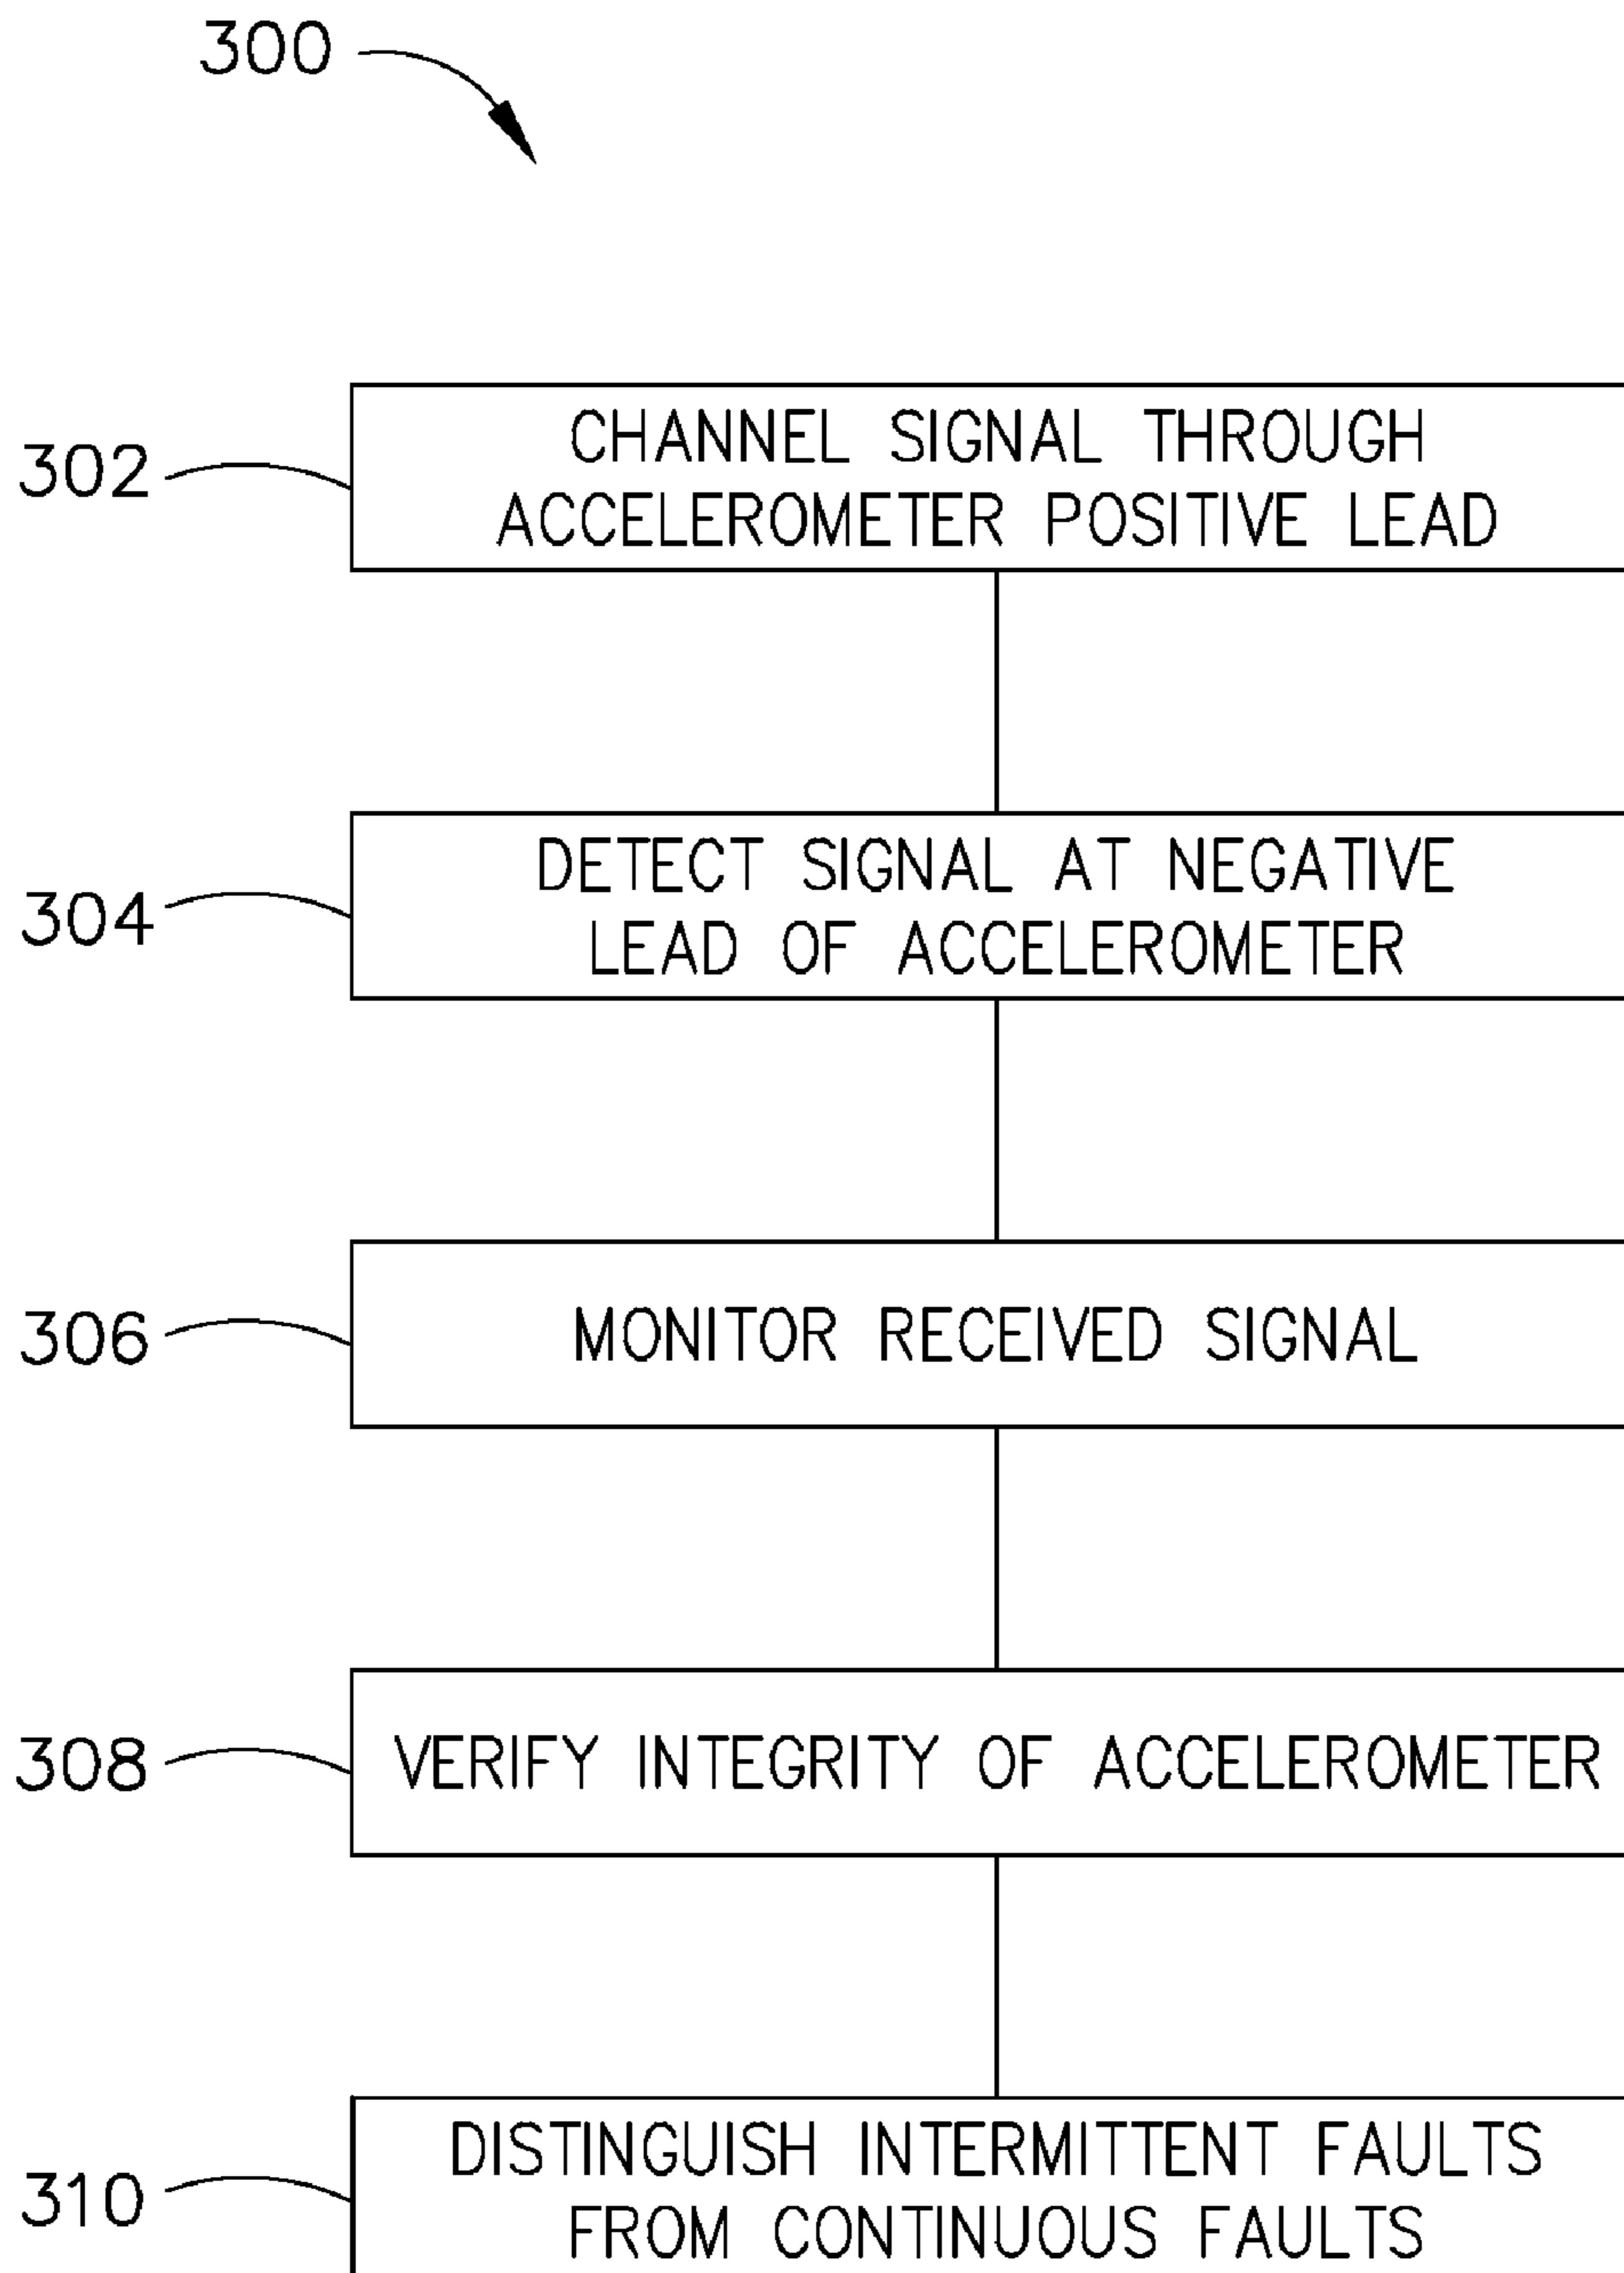 300
302
CHANNEL SIGNAL THROUGH
ACCELEROMETER POSITIVE LEAD
304
DETECT SIGNAL AT NEGATIVE
LEAD OF ACCELEROMETER
306
MONITOR RECEIVED SIGNAL
308
VERIFY INTEGRITY OF ACCELEROMETER
310
DISTINGUISH INTERMITTENT FAULTS
FROM CONTINUOUS FAULTS